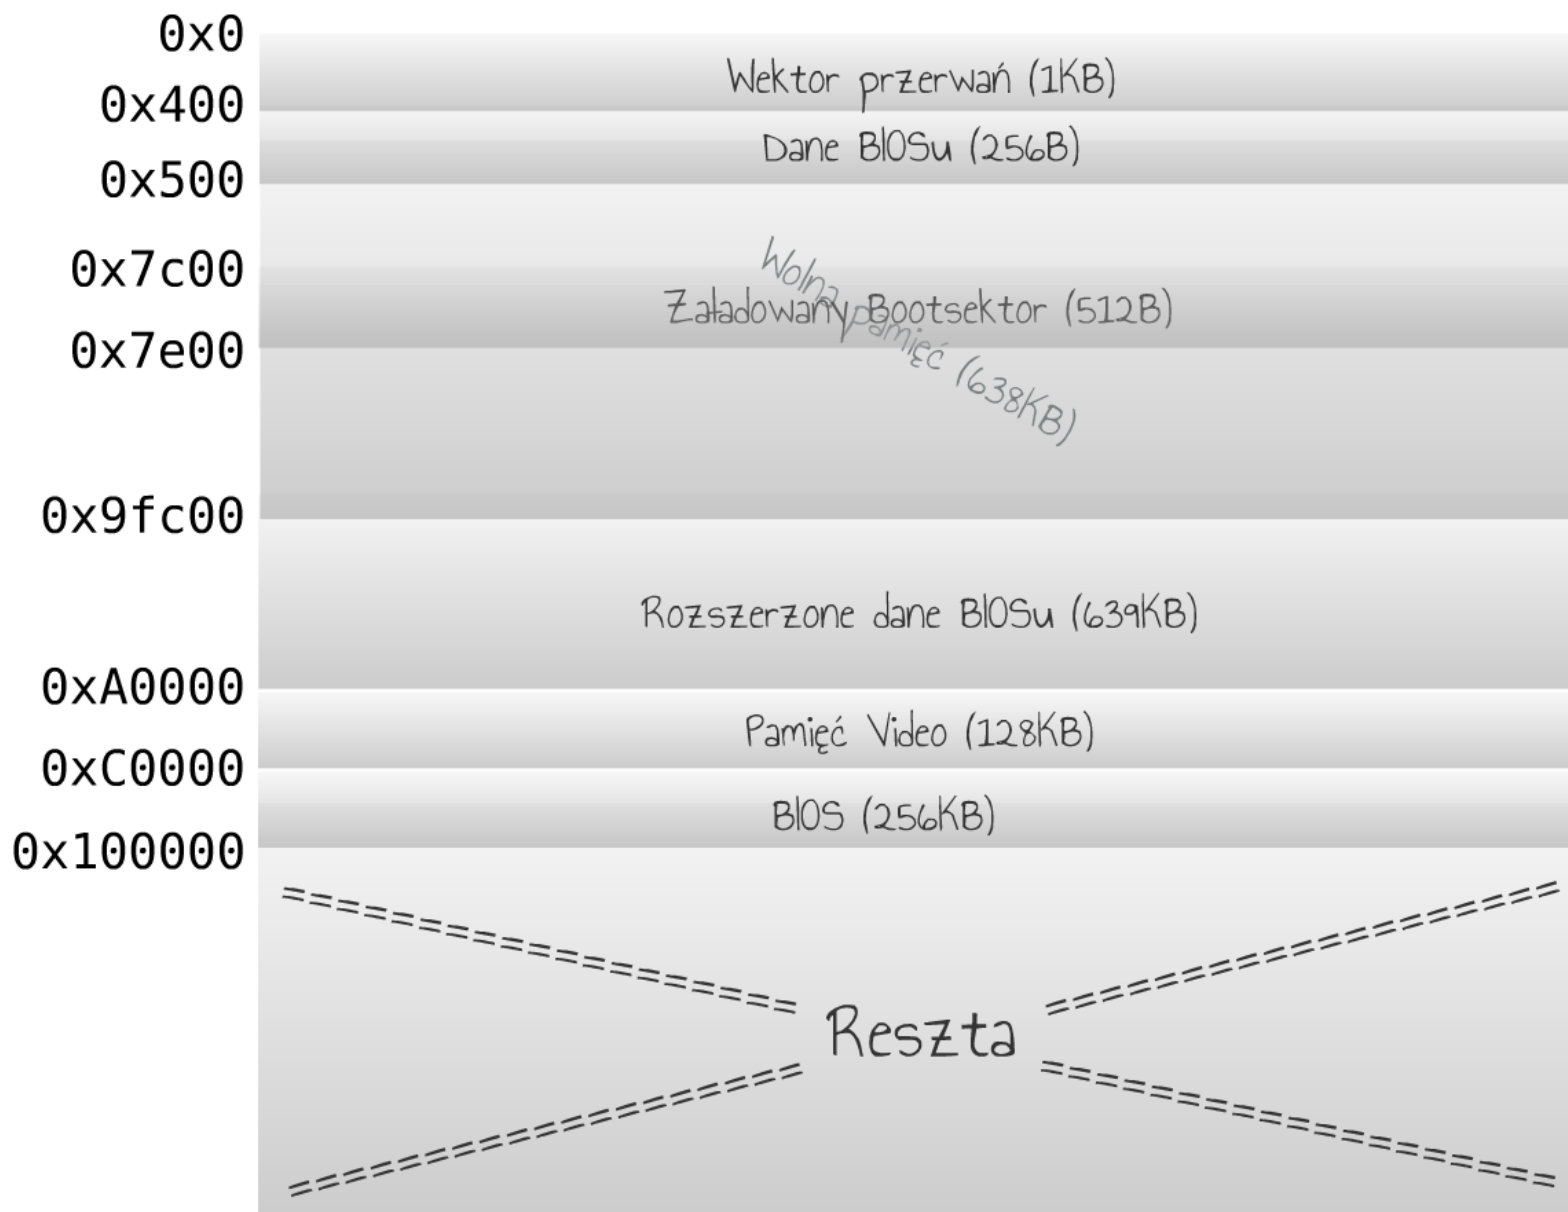 0x0
Wektor przerwań (1KB)
0x400
Dane BIOSu (256B)
0x500
Wolna pamięć (638KB)
0x7c00
Załadowany Bootsektor (512B)
0x7e00
0x9fc00
Rozszerzone dane BIOSu (639KB)
0xA0000
Pamięć Video (128KB)
0xC0000
BIOS (256KB)
0x100000
Reszta